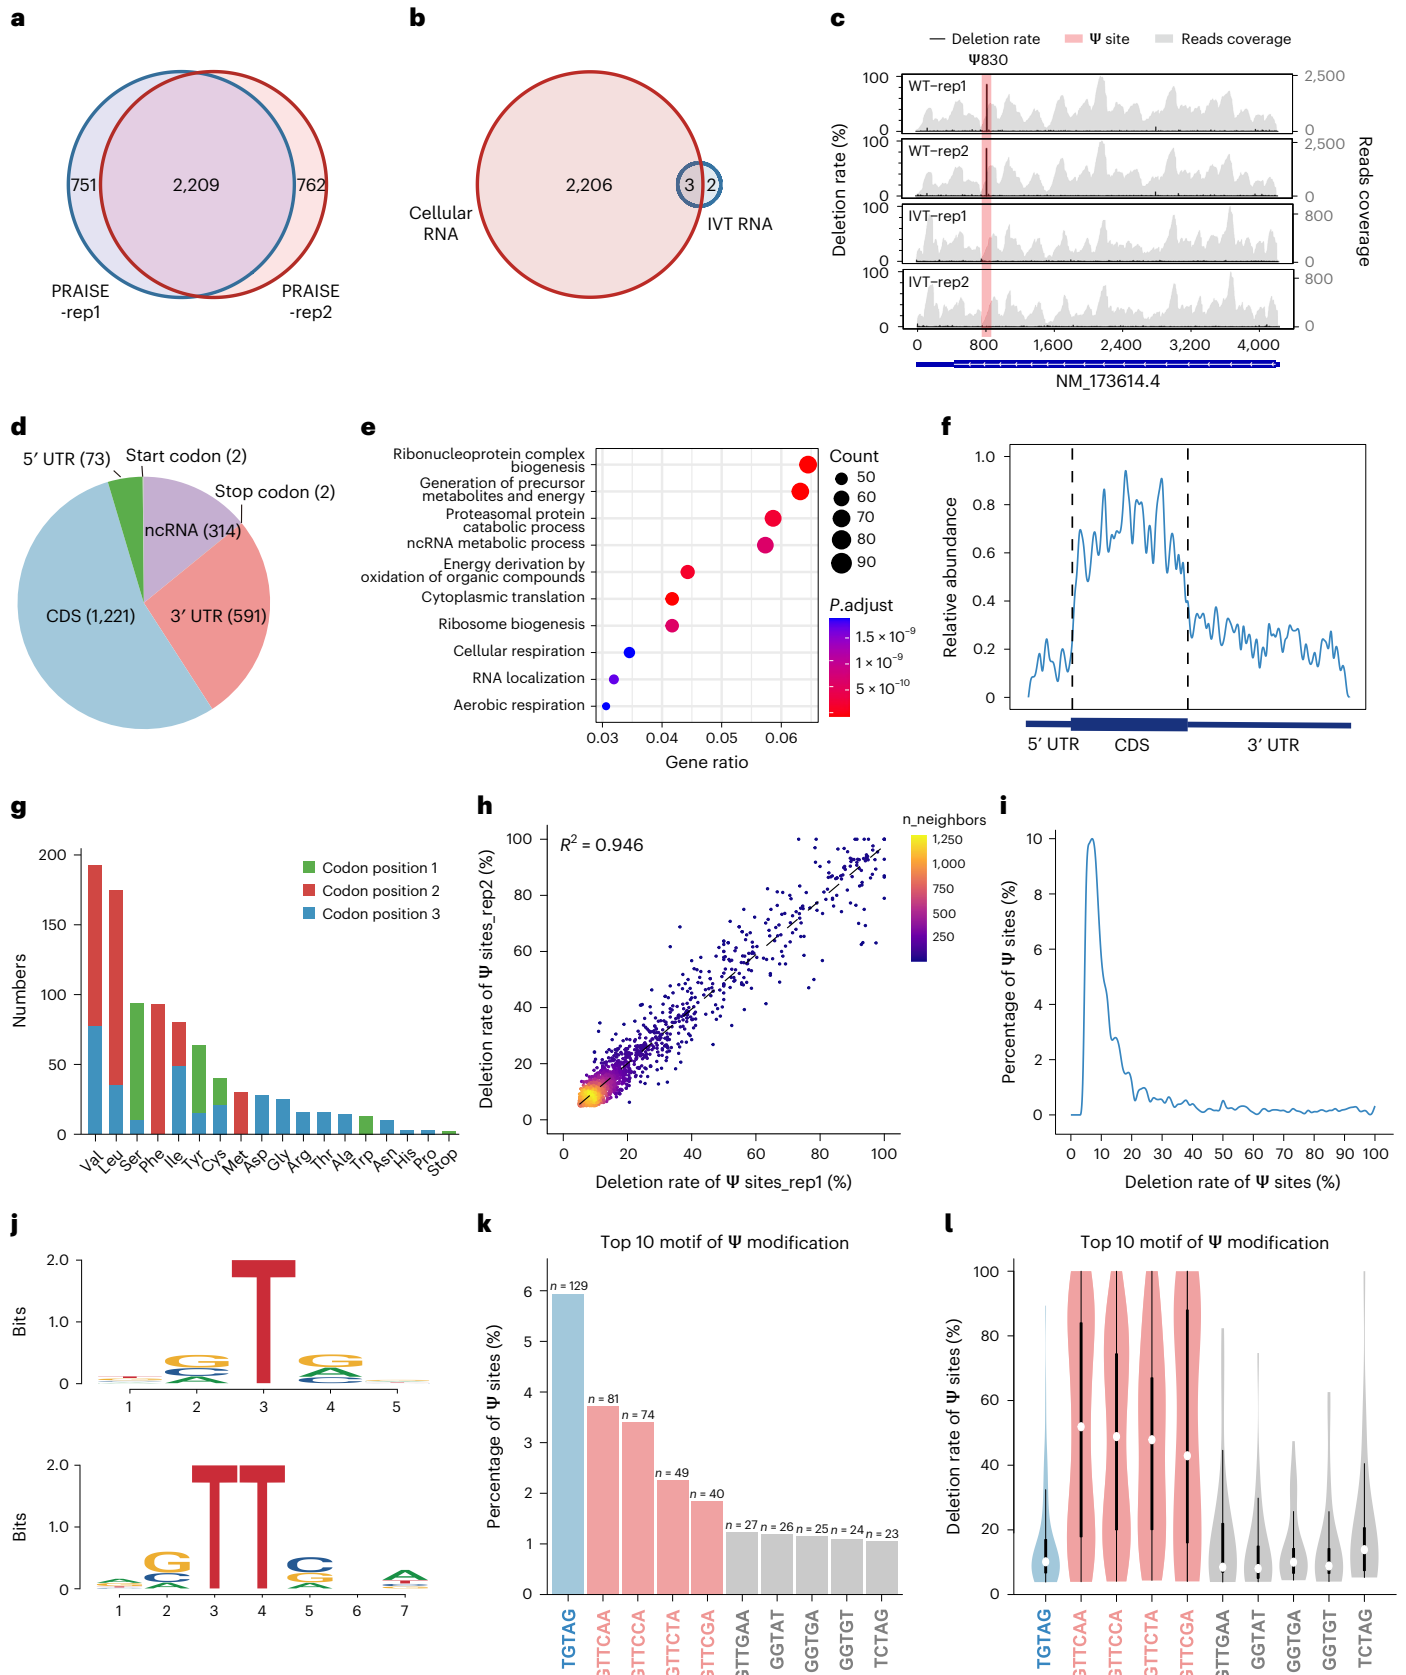 a
751
2,209
762
PRAISE
-rep1
PRAISE
-rep2
b
2,206
3
2
Cellular
RNA
IVT RNA
c
Deletion rate
Ψ site
Reads coverage
Ψ830
Deletion rate (%)
Reads coverage
WT−rep1
100
0
2,500
0
WT−rep2
100
0
2,500
0
IVT−rep1
100
0
800
0
IVT−rep2
100
0
800
0
0 800 1,600 2,400 3,200 4,000
NM_173614.4
d
5′ UTR (73)
Start codon (2)
Stop codon (2)
ncRNA (314)
CDS (1,221)
3′ UTR (591)
e
Ribonucleoprotein complex
biogenesis
Generation of precursor
metabolites and energy
Proteasomal protein
catabolic process
ncRNA metabolic process
Energy derivation by
oxidation of organic compounds
Cytoplasmic translation
Ribosome biogenesis
Cellular respiration
RNA localization
Aerobic respiration
0.03 0.04 0.05 0.06
Gene ratio
Count
50
60
70
80
90
P.adjust
1.5 × 10⁻⁹
1 × 10⁻⁹
5 × 10⁻¹⁰
f
Relative abundance
1.0
0.8
0.6
0.4
0.2
0
5′ UTR CDS 3′ UTR
g
Numbers
200
150
100
50
0
Codon position 1
Codon position 2
Codon position 3
Val Leu Ser Phe Ile Tyr Cys Met Asp Gly Arg Thr Ala Trp Asn His Pro Stop
h
Deletion rate of Ψ sites_rep2 (%)
R² = 0.946
100
80
60
40
20
0
0 20 40 60 80 100
Deletion rate of Ψ sites_rep1 (%)
n_neighbors
1,250
1,000
750
500
250
i
Percentage of Ψ sites (%)
10
8
6
4
2
0
0 10 20 30 40 50 60 70 80 90 100
Deletion rate of Ψ sites (%)
j
Bits
2.0
1.0
0
G
C
A
T
G
A
C
1 2 3 4 5
Bits
2.0
1.0
0
G
C
A
T
T
C
G
A
A
1 2 3 4 5 6 7
k
Top 10 motif of Ψ modification
Percentage of Ψ sites (%)
6
5
4
3
2
1
0
n = 129
n = 81
n = 74
n = 49
n = 40
n = 27 n = 26 n = 25 n = 24 n = 23
TGTAG GTTCAA GTTCCA GTTCTA GTTCGA GTTGAA GGTAT GGTGA GGTGT TCTAG
l
Top 10 motif of Ψ modification
Deletion rate of Ψ sites (%)
100
80
60
40
20
0
TGTAG GTTCAA GTTCCA GTTCTA GTTCGA GTTGAA GGTAT GGTGA GGTGT TCTAG